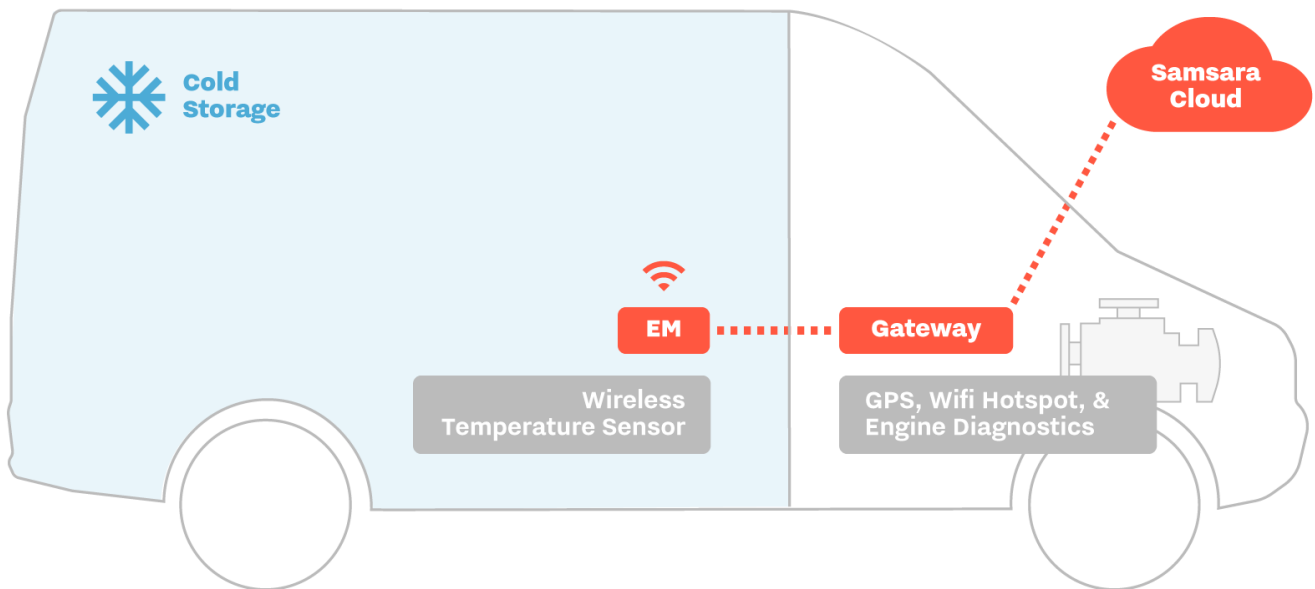 Cold
Storage
Samsara
Cloud
EM
Gateway
Wireless
Temperature Sensor
GPS, Wifi Hotspot, &
Engine Diagnostics